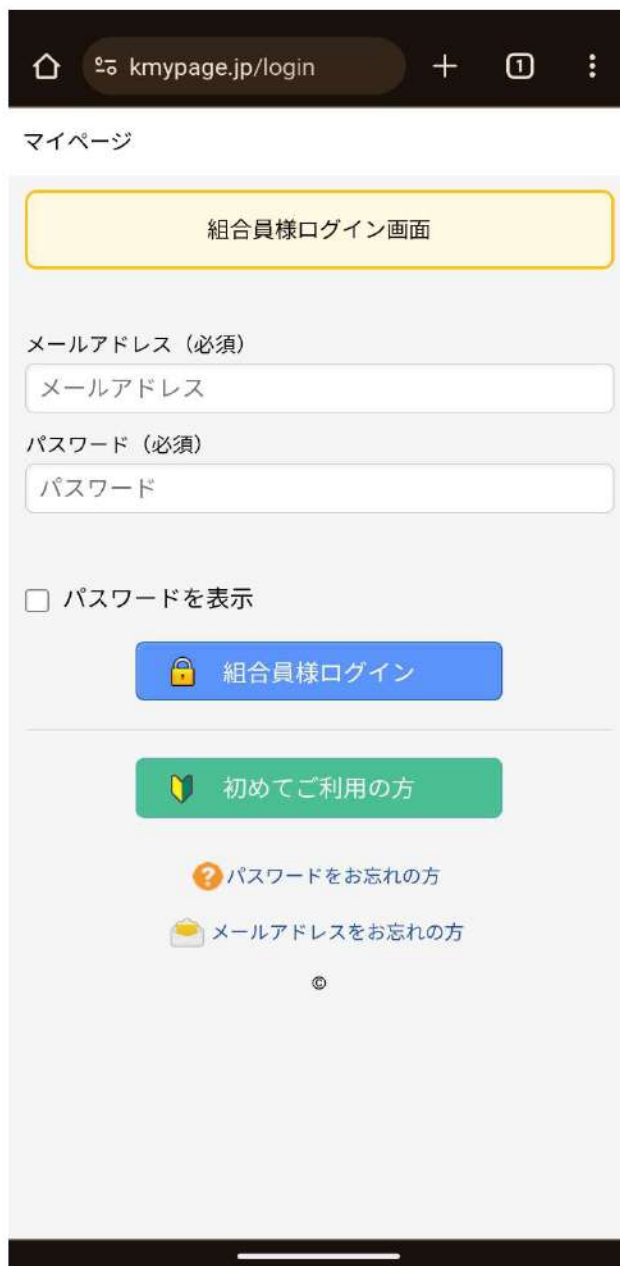 kmypage.jp/login
1
マイページ
組合員様ログイン画面
メールアドレス（必須）
メールアドレス
パスワード（必須）
パスワード
パスワードを表示
組合員様ログイン
初めてご利用の方
パスワードをお忘れの方
メールアドレスをお忘れの方
©